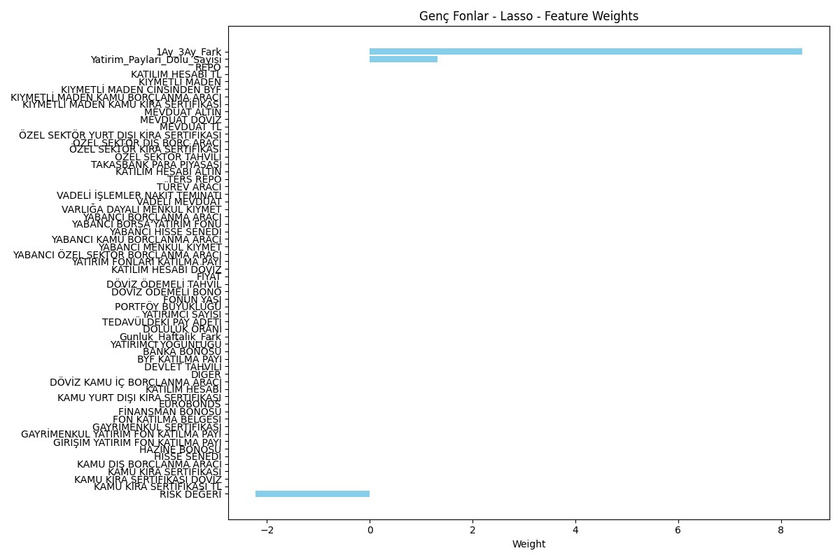 Genç Fonlar - Lasso - Feature Weights
1Ay_3Ay_Fark
Yatirim_Paylari_Dolu_Sayısı
REPO
KATILIM HESABI TL
KIYMETLİ MADEN
KIYMETLİ MADEN CİNSİNDEN BYF
KIYMETLİ MADEN KAMU BORÇLANMA ARACI
KIYMETLİ MADEN KAMU KİRA SERTİFİKASI
MEVDUAT ALTIN
MEVDUAT DÖVİZ
MEVDUAT TL
ÖZEL SEKTÖR YURT DIŞI KİRA SERTİFİKASI
ÖZEL SEKTÖR DIŞ BORÇ ARACI
ÖZEL SEKTÖR KİRA SERTİFİKASI
ÖZEL SEKTÖR TAHVİLİ
TAKASBANK PARA PİYASASI
KATILIM HESABI ALTIN
TERS REPO
TÜREV ARACI
VADELİ İŞLEMLER NAKİT TEMİNATI
VADELİ MEVDUAT
VARLIĞA DAYALI MENKUL KIYMET
YABANCI BORÇLANMA ARACI
YABANCI BORSA YATIRIM FONU
YABANCI HİSSE SENEDİ
YABANCI KAMU BORÇLANMA ARACI
YABANCI MENKUL KIYMET
YABANCI ÖZEL SEKTÖR BORÇLANMA ARACI
YATIRIM FONLARI KATILMA PAYI
KATILIM HESABI DÖVİZ
FİYAT
DÖVİZ ÖDEMELİ TAHVİL
DÖVİZ ÖDEMELİ BONO
FONUN YAŞI
PORTFÖY BÜYÜKLÜĞÜ
YATIRIMCI SAYISI
TEDAVÜLDEKİ PAY ADETİ
DOLULUK ORANI
Gunluk_Haftalik_Fark
YATIRIMCI YOĞUNLUĞU
BANKA BONOSU
BYF KATILMA PAYI
DEVLET TAHVİLİ
DİĞER
DÖVİZ KAMU İÇ BORÇLANMA ARACI
KATILIM HESABI
KAMU YURT DIŞI KİRA SERTİFİKASI
EUROBONDS
FİNANSMAN BONOSU
FON KATILMA BELGESİ
GAYRİMENKUL SERTİFİKASI
GAYRİMENKUL YATIRIM FON KATILMA PAYI
GİRİŞİM YATIRIM FON KATILMA PAYI
HAZİNE BONOSU
HİSSE SENEDİ
KAMU DIŞ BORÇLANMA ARACI
KAMU KİRA SERTİFİKASI
KAMU KİRA SERTİFİKASI DÖVİZ
KAMU KİRA SERTİFİKASI TL
RİSK DEĞERİ
−2 0 2 4 6 8
Weight